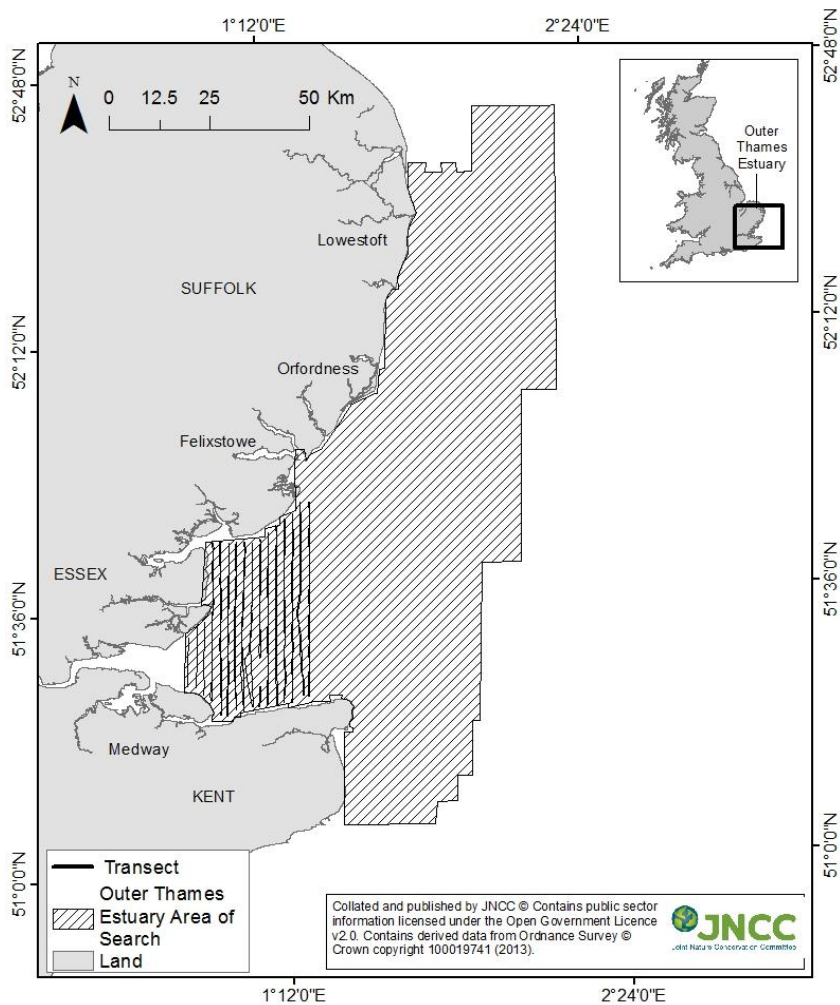 1°12'0"E
2°24'0"E
52°48'0"N
52°48'0"N
N
0 12.5 25 50 Km
Outer
Thames
Estuary
Lowestoft
SUFFOLK
52°12'0"N
52°12'0"N
Orfordness
Felixstowe
ESSEX
51°36'0"N
51°36'0"N
Medway
KENT
51°0'0"N
51°0'0"N
Transect
Outer Thames
Estuary Area of
Search
Land
Collated and published by JNCC © Contains public sector
information licensed under the Open Government Licence
v2.0. Contains derived data from Ordnance Survey ©
Crown copyright 100019741 (2013).
JNCC
Joint Nature Conservation Committee
1°12'0"E
2°24'0"E